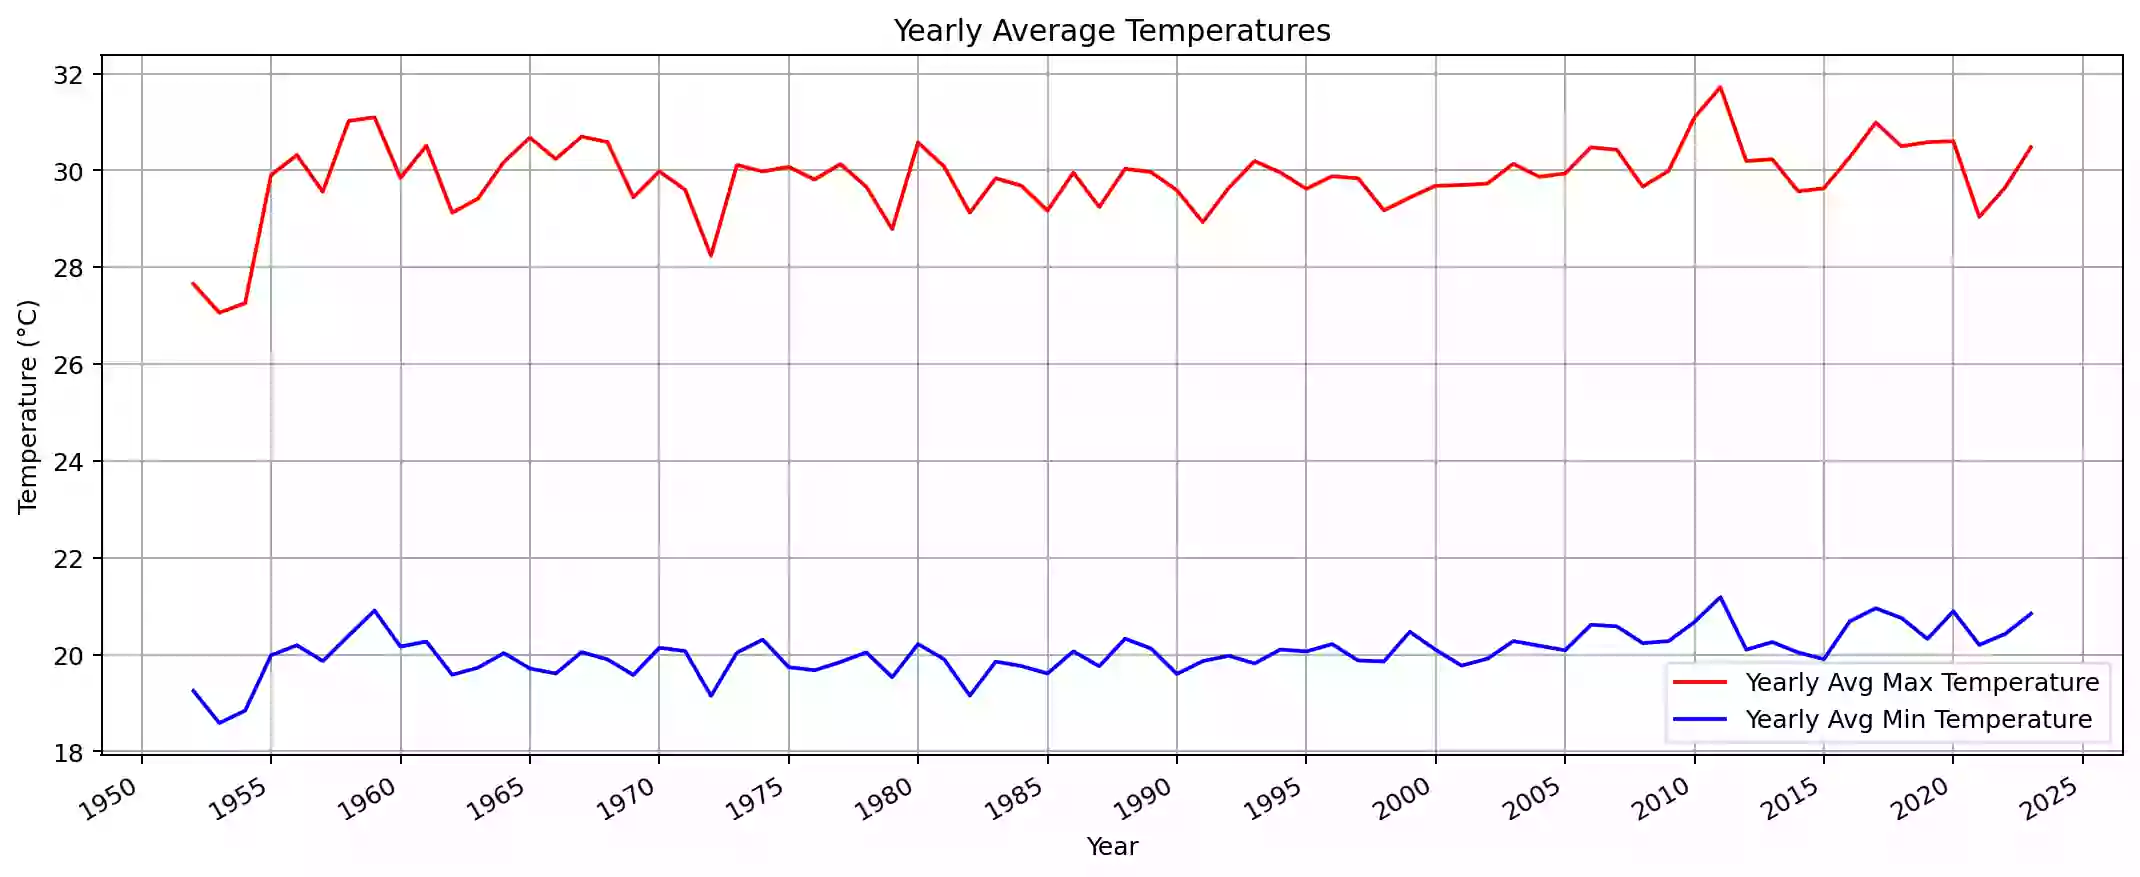 Yearly Average Temperatures
32
30
28
26
24
22
20
18
Temperature (°C)
Yearly Avg Max Temperature
Yearly Avg Min Temperature
1950 1955 1960 1965 1970 1975 1980 1985 1990 1995 2000 2005 2010 2015 2020 2025
Year